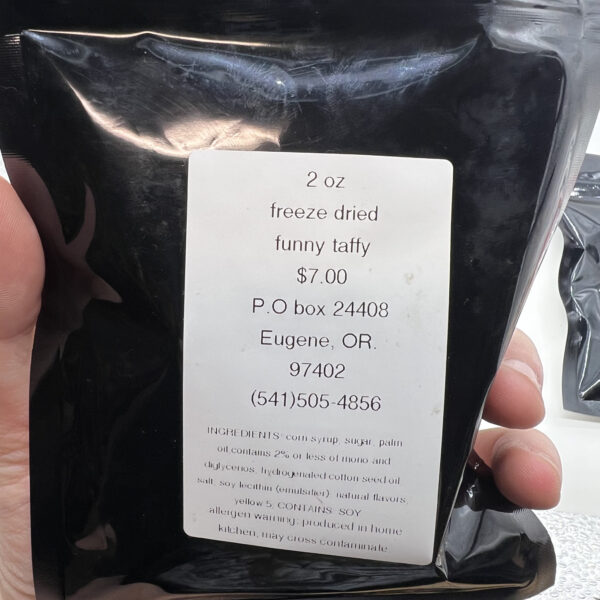 2 oz
freeze dried
funny taffy
$7.00
P.O box 24408
Eugene, OR.
97402
(541)505-4856
INGREDIENTS: corn syrup, sugar, palm
oil contains 2% or less of mono and
diglycerios, hydrogenated cotton seed oil,
salt, soy lecithin (emulsifier), natural flavors,
yellow 5, CONTAINS: SOY
allergen warning: produced in home
kitchen, may cross contaminate